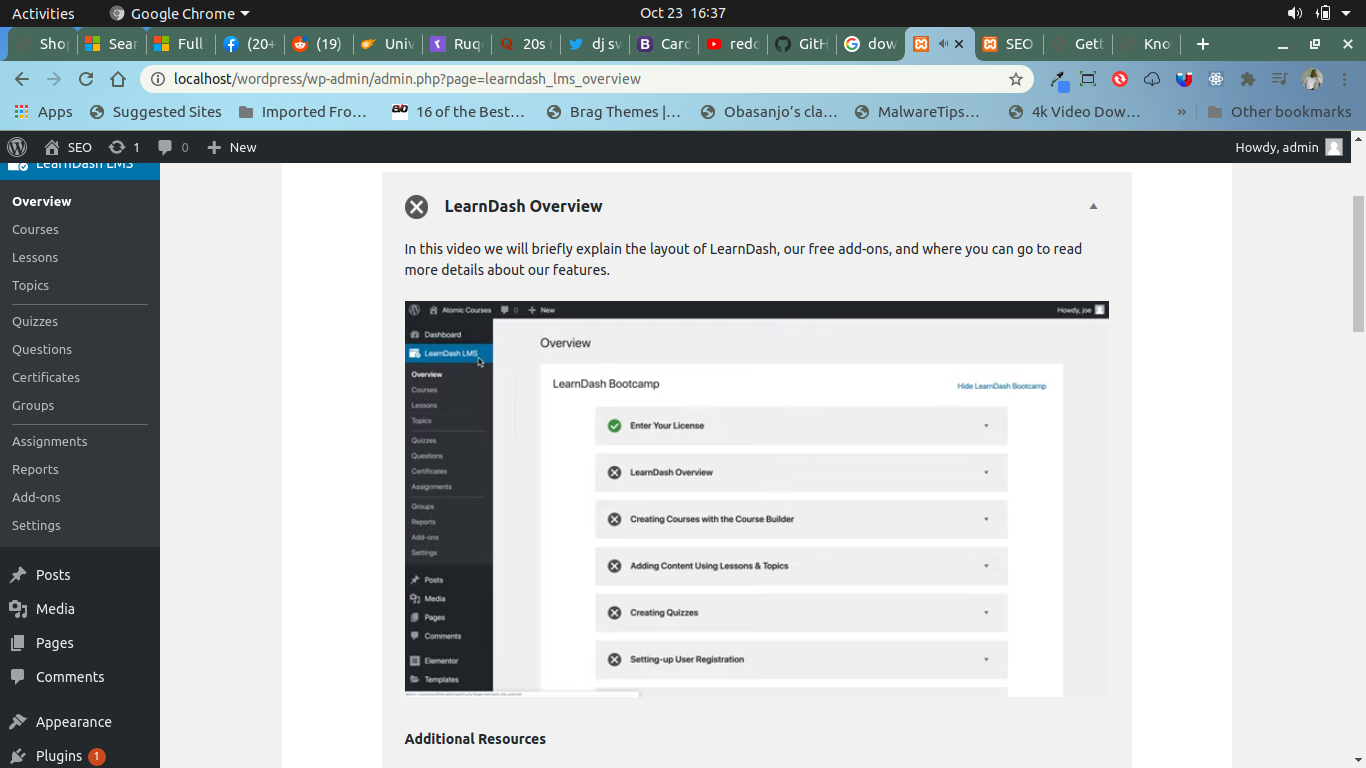 Activities Google Chrome Oct 23 16:37
Shop Sear Full (20+ (19) Univ Ruqu 20s ( dj sw Card redd GitH dow SEO Gett Kno
localhost/wordpress/wp-admin/admin.php?page=learndash_lms_overview
Apps Suggested Sites Imported Fro… 16 of the Best… Brag Themes |… Obasanjo's cla… MalwareTips… 4k Video Dow… » Other bookmarks
SEO 1 0 New Howdy, admin
LearnDash LMS
Overview
Courses
Lessons
Topics
Quizzes
Questions
Certificates
Groups
Assignments
Reports
Add-ons
Settings
Posts
Media
Pages
Comments
Appearance
Plugins 1
LearnDash Overview
In this video we will briefly explain the layout of LearnDash, our free add-ons, and where you can go to read
more details about our features.
Atomic Courses 0 New Howdy, joe
Dashboard
LearnDash LMS
Overview
Courses
Lessons
Topics
Quizzes
Questions
Certificates
Assignments
Groups
Reports
Add-ons
Settings
Posts
Media
Pages
Comments
Elementor
Templates
Overview
LearnDash Bootcamp Hide LearnDash Bootcamp
Enter Your License
LearnDash Overview
Creating Courses with the Course Builder
Adding Content Using Lessons & Topics
Creating Quizzes
Setting-up User Registration
Additional Resources